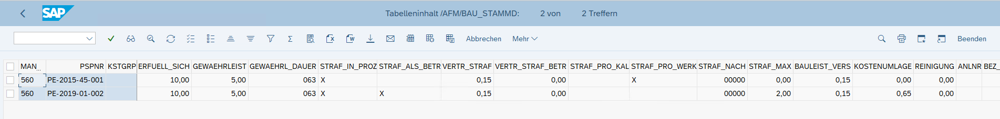 SAP Tabelleninhalt /AFM/BAU_STAMMD: 2 von 2 Treffern
Abbrechen Mehr Beenden
MAN... PSPNR KSTGRP ERFUELL_SICH GEWAEHRLEIST GEWAEHRL_DAUER STRAF_IN_PROZ STRAF_ALS_BETR VERTR_STRAF VERTR_STRAF_BETR STRAF_PRO_KAL STRAF_PRO_WERK STRAF_NACH STRAF_MAX BAULEIST_VERS KOSTENUMLAGE REINIGUNG ANLNR BEZ_
560 PE-2015-45-001 10,00 5,00 063 X 0,15 0,00 X 00000 0,00 0,15 0,00 0,00
560 PE-2019-01-002 10,00 5,00 063 X X 0,15 0,00 00000 2,00 0,15 0,65 0,00